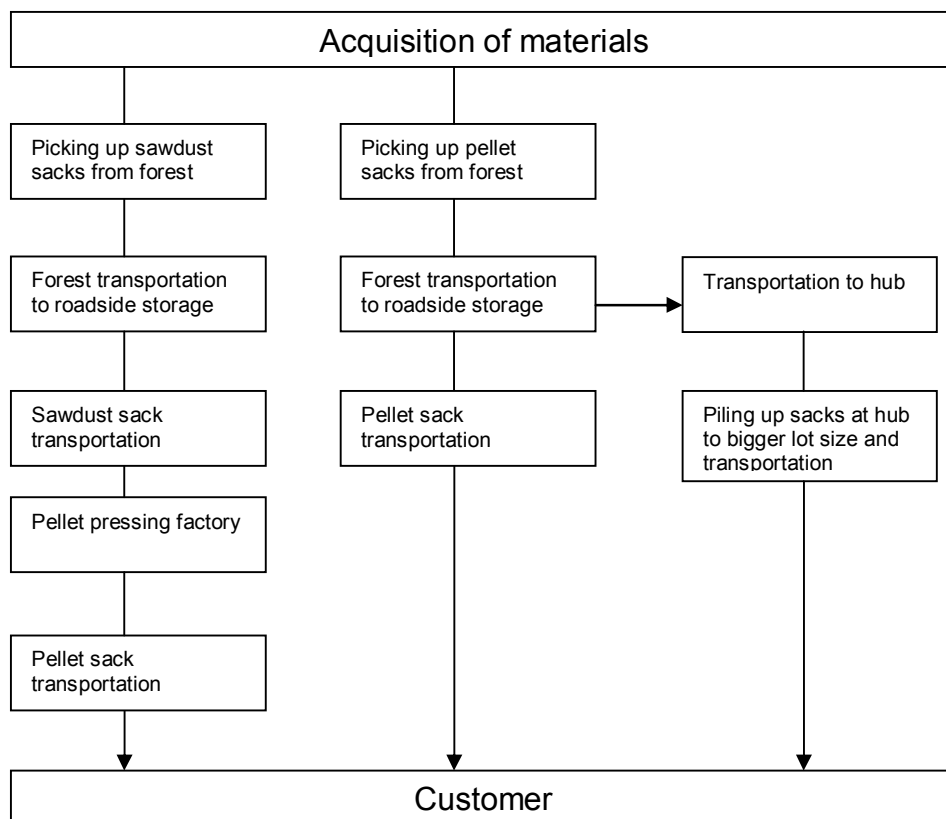 Acquisition of materials
Picking up sawdust
sacks from forest
Picking up pellet
sacks from forest
Forest transportation
to roadside storage
Forest transportation
to roadside storage
Transportation to hub
Sawdust sack
transportation
Pellet sack
transportation
Piling up sacks at hub
to bigger lot size and
transportation
Pellet pressing factory
Pellet sack
transportation
Customer